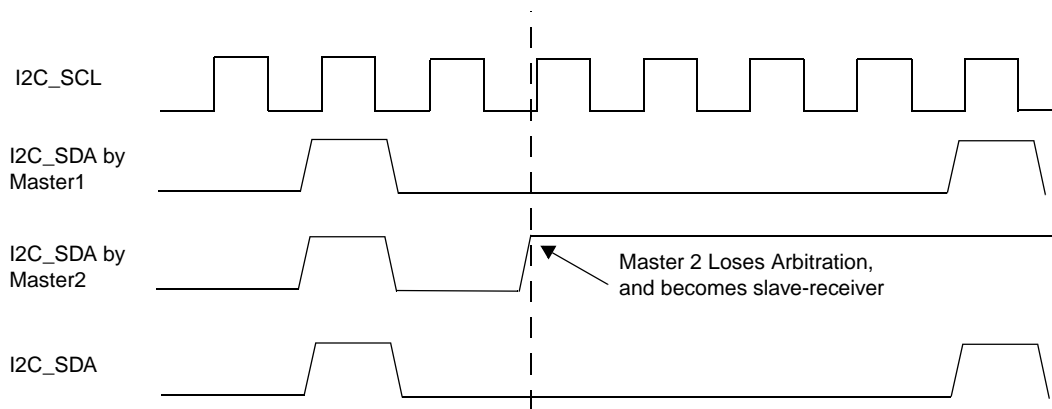 I2C_SCL
I2C_SDA by
Master1
I2C_SDA by
Master2
Master 2 Loses Arbitration,
and becomes slave-receiver
I2C_SDA